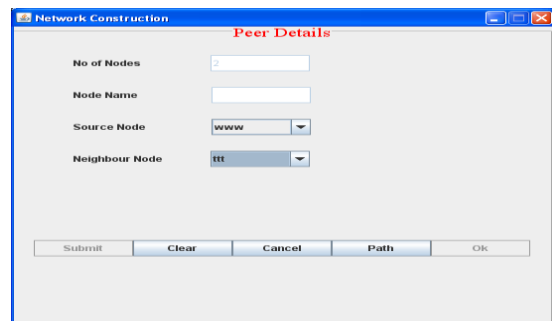 Network Construction
Peer Details
No of Nodes 2
Node Name
Source Node www
Neighbour Node ttt
Submit Clear Cancel Path Ok